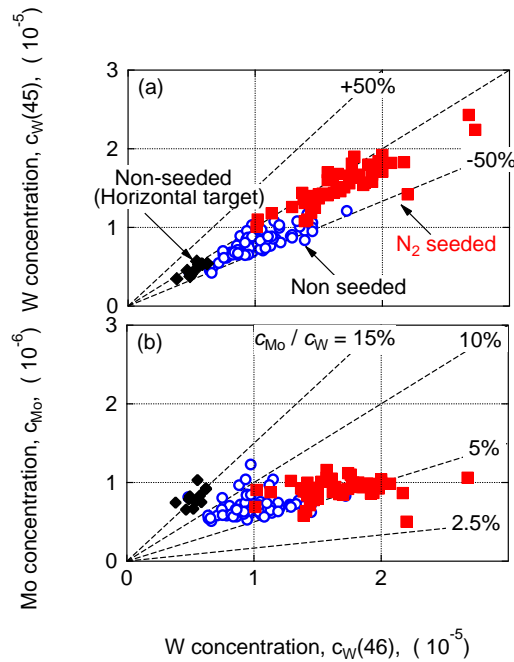 W concentration, c_W(45), ( 10^-5)
3
2
1
0
(a)
+50%
-50%
Non-seeded
(Horizontal target)
N_2 seeded
Non seeded
Mo concentration, c_Mo, ( 10^-6)
3
2
1
0
(b)
c_Mo / c_W = 15%
10%
5%
2.5%
0
1
2
W concentration, c_W(46), ( 10^-5)